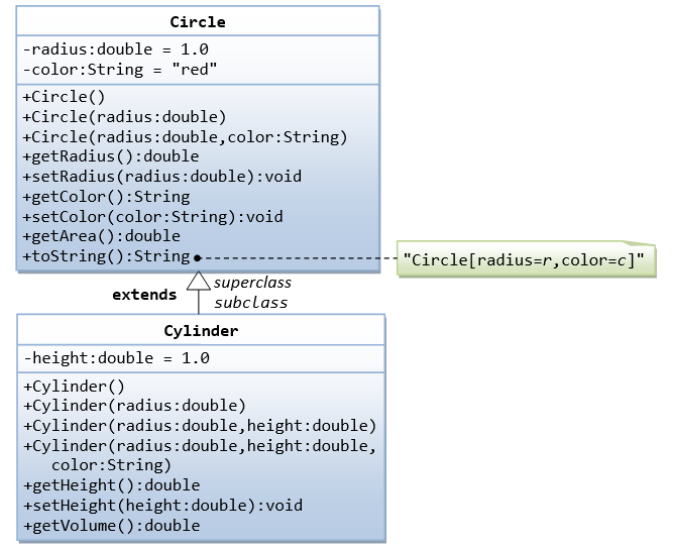 Circle
-radius:double = 1.0
-color:String = "red"
+Circle()
+Circle(radius:double)
+Circle(radius:double,color:String)
+getRadius():double
+setRadius(radius:double):void
+getColor():String
+setColor(color:String):void
+getArea():double
+toString():String
"Circle[radius=r,color=c]"
superclass
extends
subclass
Cylinder
-height:double = 1.0
+Cylinder()
+Cylinder(radius:double)
+Cylinder(radius:double,height:double)
+Cylinder(radius:double,height:double,
color:String)
+getHeight():double
+setHeight(height:double):void
+getVolume():double